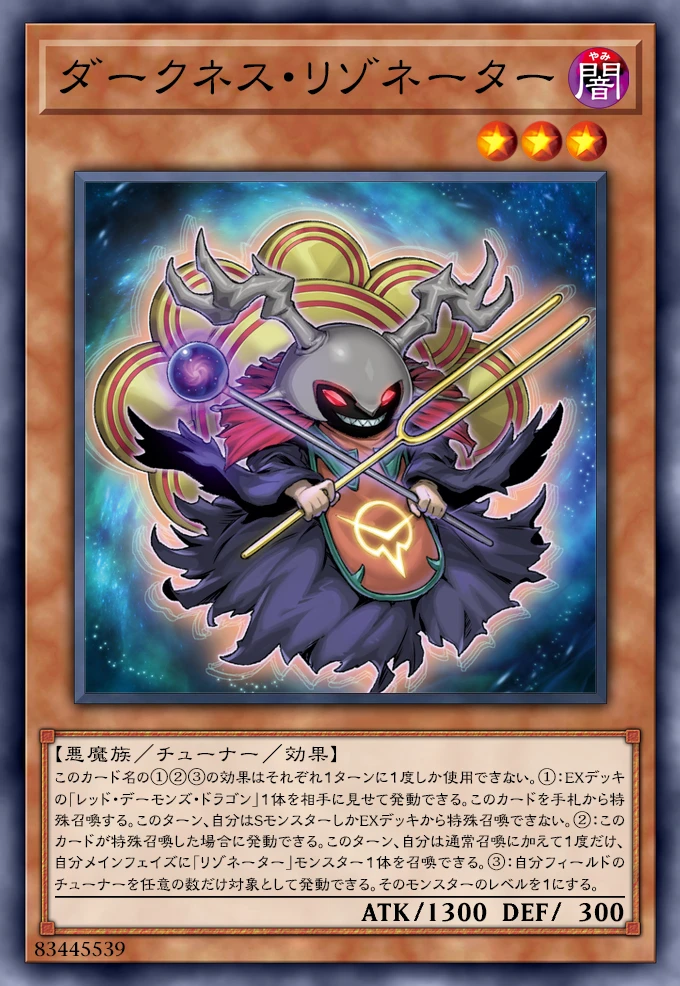 ダークネス・リゾネーター
やみ
闇
【悪魔族／チューナー／効果】
このカード名の①②③の効果はそれぞれ1ターンに1度しか使用できない。①：EXデッキ
の「レッド・デーモンズ・ドラゴン」1体を相手に見せて発動できる。このカードを手札から特
殊召喚する。このターン、自分はSモンスターしかEXデッキから特殊召喚できない。②：この
カードが特殊召喚した場合に発動できる。このターン、自分は通常召喚に加えて1度だけ、
自分メインフェイズに「リゾネーター」モンスター1体を召喚できる。③：自分フィールドの
チューナーを任意の数だけ対象として発動できる。そのモンスターのレベルを1にする。
ATK/1300 DEF/ 300
83445539